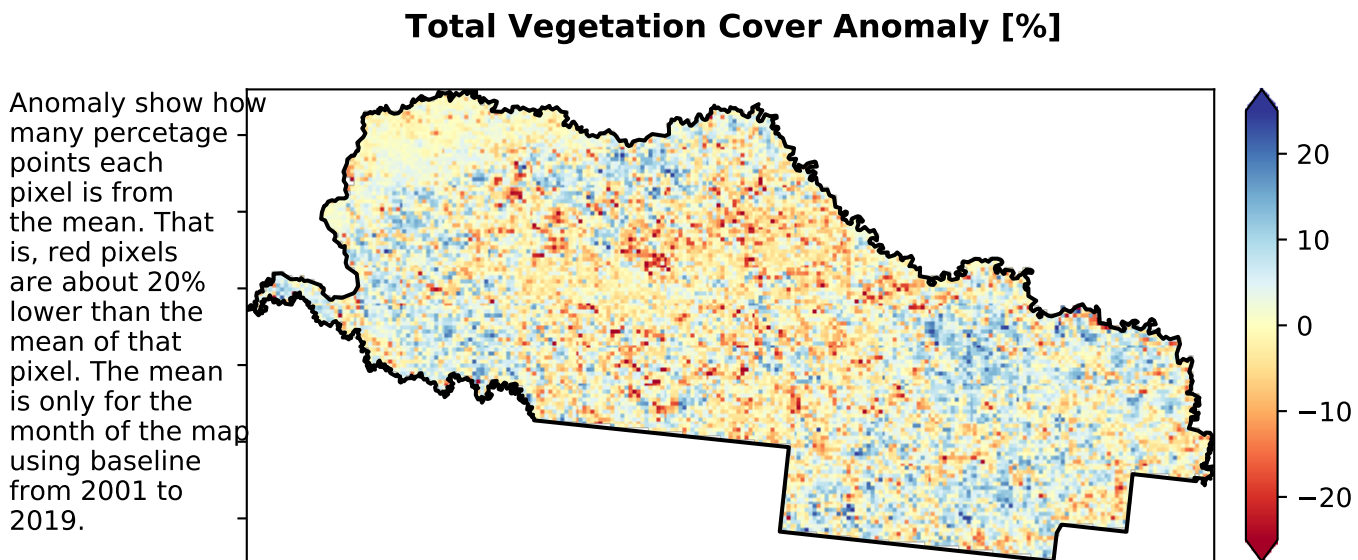 Total Vegetation Cover Anomaly [%]
Anomaly show how
many percetage
points each
pixel is from
the mean. That
is, red pixels
are about 20%
lower than the
mean of that
pixel. The mean
is only for the
month of the map
using baseline
from 2001 to
2019.
20
10
0
−10
−20